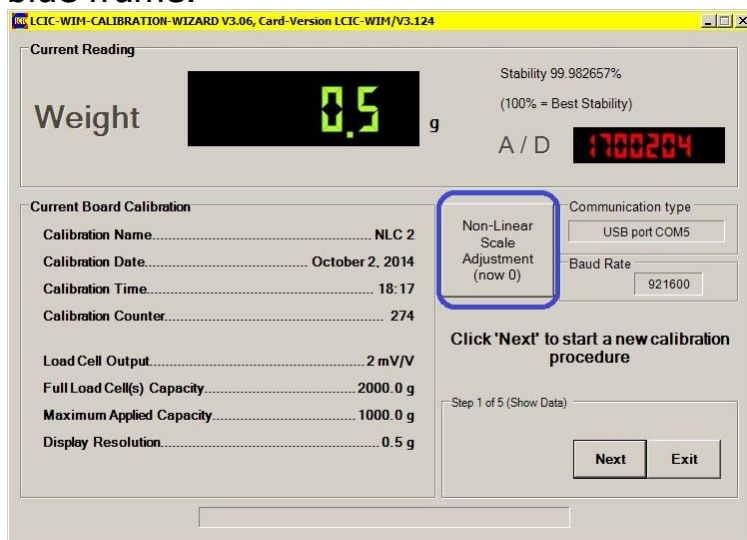 blue frame.
LCIC-WIM-CALIBRATION-WIZARD V3.06, Card-Version LCIC-WIM/V3.124
Current Reading
Weight
0.5
g
Stability 99.982657%
(100% = Best Stability)
A / D
1700204
Current Board Calibration
Calibration Name NLC 2
Calibration Date October 2, 2014
Calibration Time 18:17
Calibration Counter 274
Load Cell Output 2 mV/V
Full Load Cell(s) Capacity 2000.0 g
Maximum Applied Capacity 1000.0 g
Display Resolution 0.5 g
Non-Linear
Scale
Adjustment
(now 0)
Communication type
USB port COM5
Baud Rate
921600
Click 'Next' to start a new calibration
procedure
Step 1 of 5 (Show Data)
Next
Exit